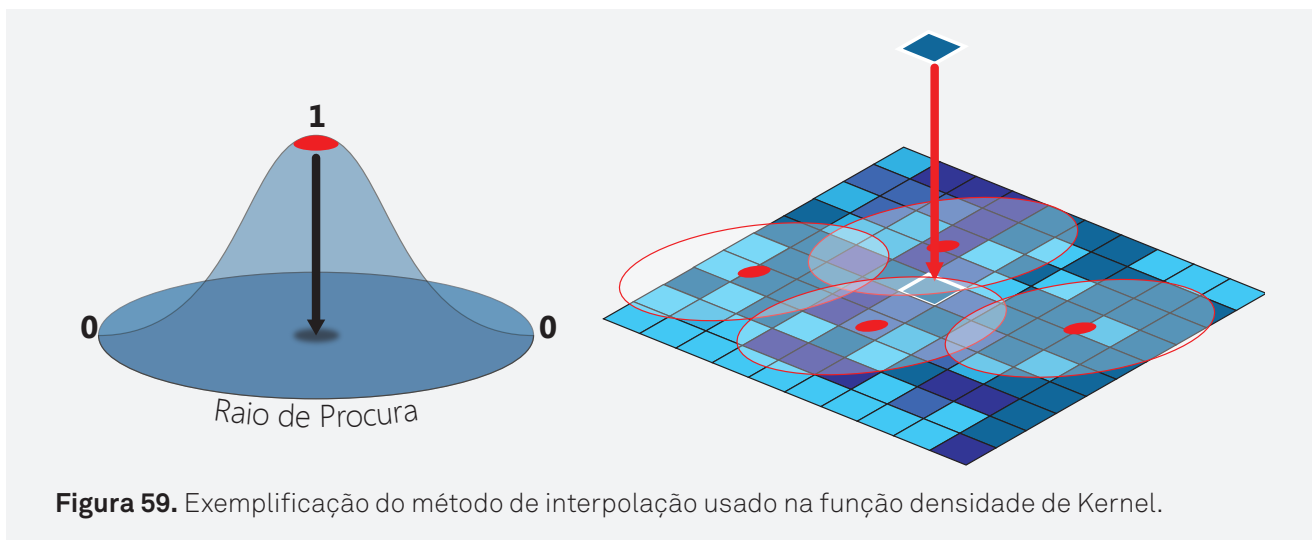 1
0
0
Raio de Procura
Figura 59. Exemplificação do método de interpolação usado na função densidade de Kernel.